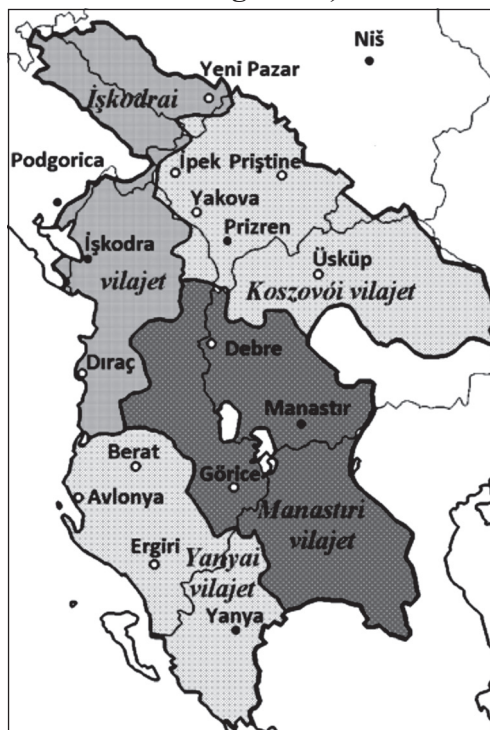 Niš
Yeni Pazar
İşkodrai
Podgorica
İpek Priştine
Yakova
Prizren
İşkodra
Üsküp
vilajet
Koszovói vilajet
Debre
Dıraç
Manastır
Berat
Görice
Avlonya
Manastıri
vilajet
Ergiri
Yanyai
vilajet
Yanya